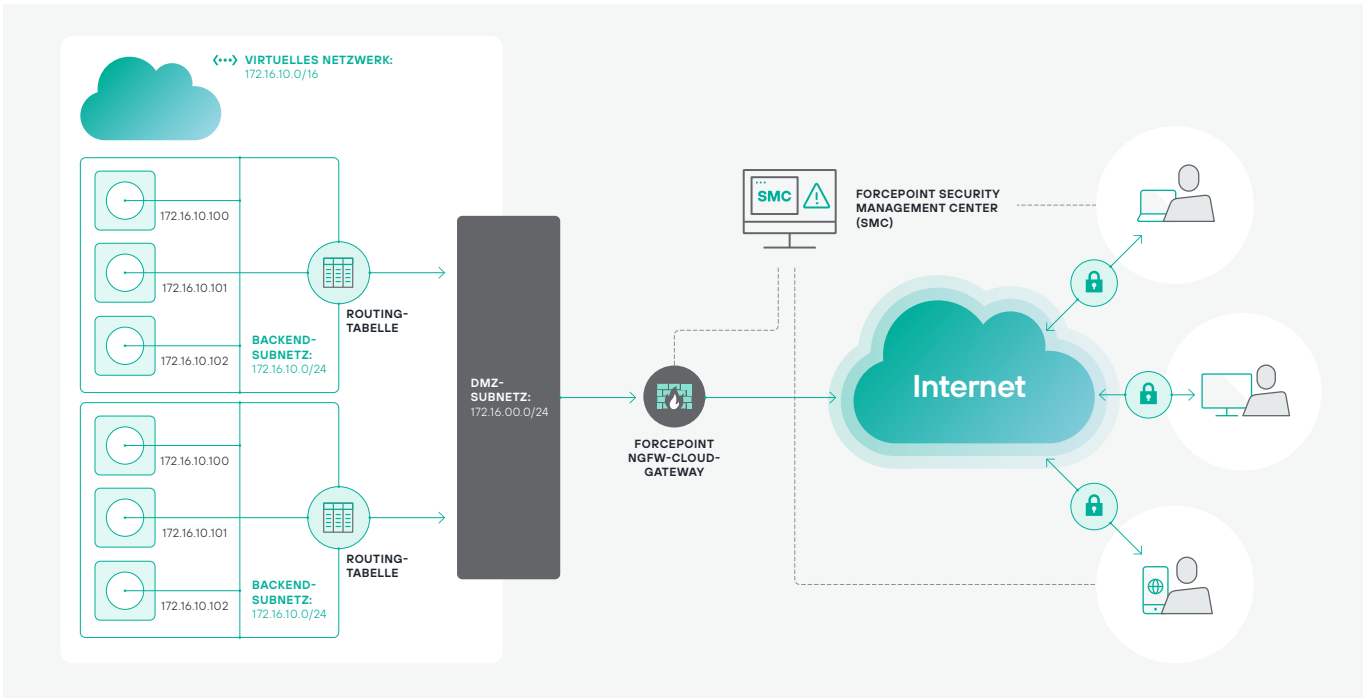 VIRTUELLES NETZWERK:
172.16.10.0/16
172.16.10.100
172.16.10.101
172.16.10.102
BACKEND-
SUBNETZ:
172.16.10.0/24
ROUTING-
TABELLE
172.16.10.100
172.16.10.101
172.16.10.102
BACKEND-
SUBNETZ:
172.16.10.0/24
ROUTING-
TABELLE
DMZ-
SUBNETZ:
172.16.00.0/24
FORCEPOINT
NGFW-CLOUD-
GATEWAY
SMC
FORCEPOINT SECURITY
MANAGEMENT CENTER
(SMC)
Internet